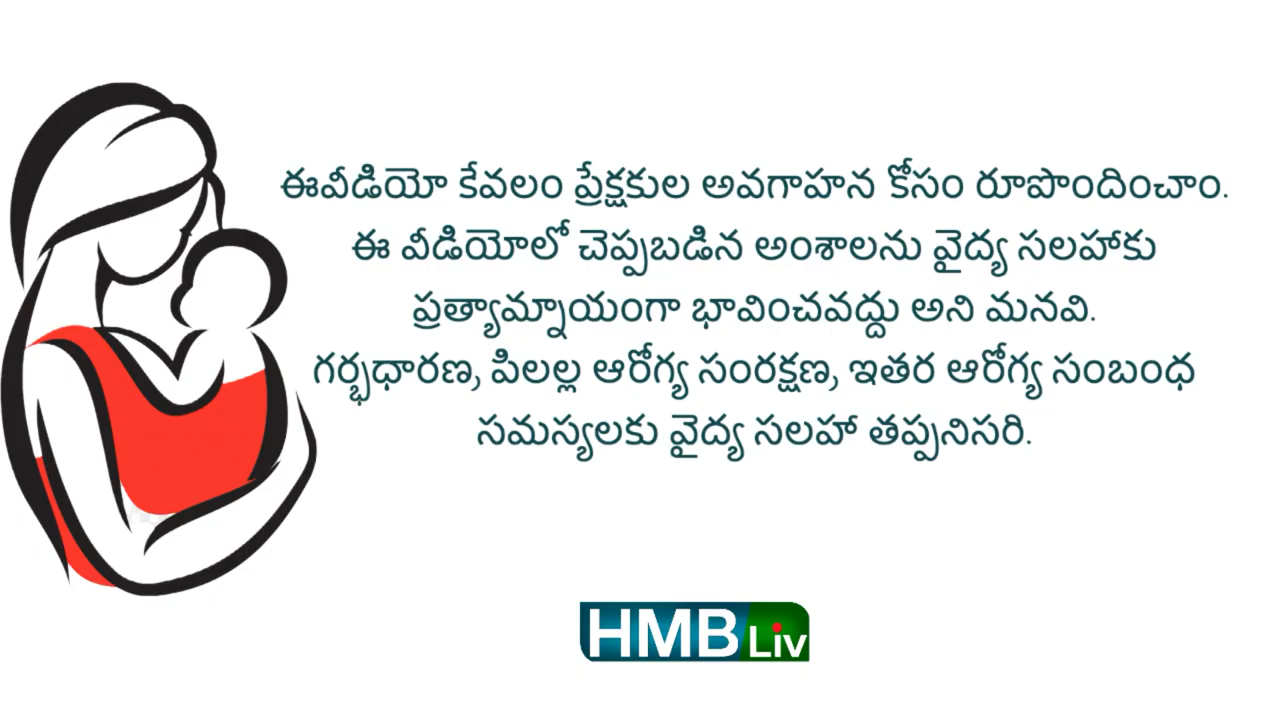 ఈవీడియో కేవలం ప్రేక్షకుల అవగాహన కోసం రూపొందించాం.
ఈ వీడియోలో చెప్పబడిన అంశాలను వైద్య సలహాకు
ప్రత్యామ్నాయంగా భావించవద్దు అని మనవి.
గర్భధారణ, పిలల్ల ఆరోగ్య సంరక్షణ, ఇతర ఆరోగ్య సంబంధ
సమస్యలకు వైద్య సలహా తప్పనిసరి.
HMB Liv